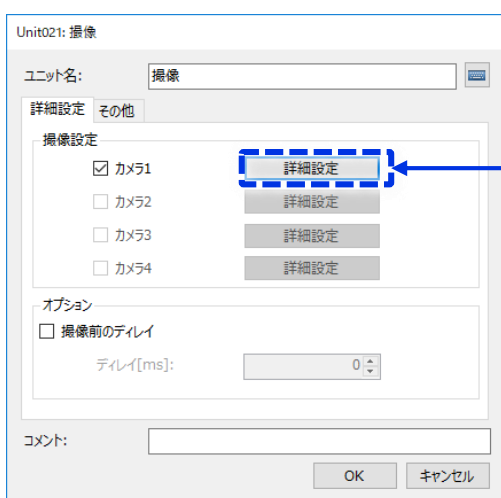 Unit021: 撮像
ユニット名: 撮像
詳細設定 その他
撮像設定
カメラ1 詳細設定
カメラ2 詳細設定
カメラ3 詳細設定
カメラ4 詳細設定
オプション
撮像前のディレイ
ディレイ[ms]: 0
コメント:
OK キャンセル